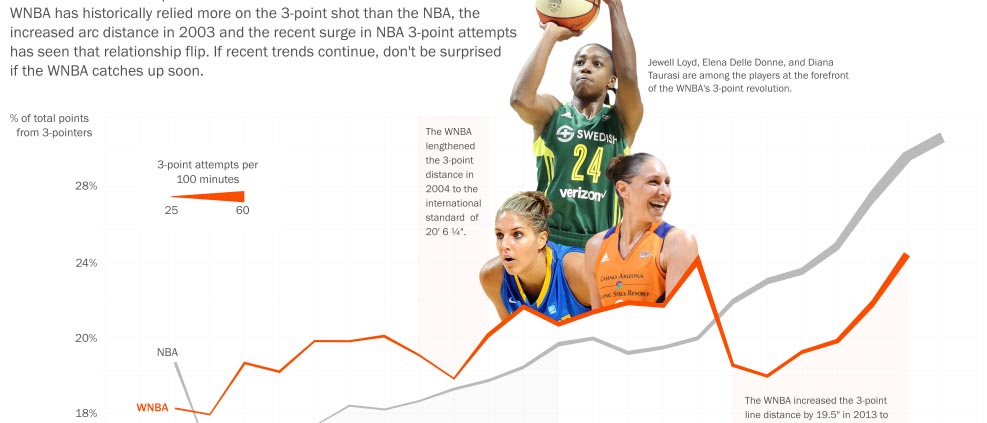 WNBA has historically relied more on the 3-point shot than the NBA, the
increased arc distance in 2003 and the recent surge in NBA 3-point attempts
has seen that relationship flip. If recent trends continue, don't be surprised
if the WNBA catches up soon.
Jewell Loyd, Elena Delle Donne, and Diana
Taurasi are among the players at the forefront
of the WNBA's 3-point revolution.
% of total points
from 3-pointers
3-point attempts per
100 minutes
25 60
The WNBA
lengthened
the 3-point
distance in
2004 to the
international
standard of
20' 6 ¼".
SWEDISH
24
verizon
28%
24%
20%
18%
NBA
WNBA
The WNBA increased the 3-point
line distance by 19.5" in 2013 to